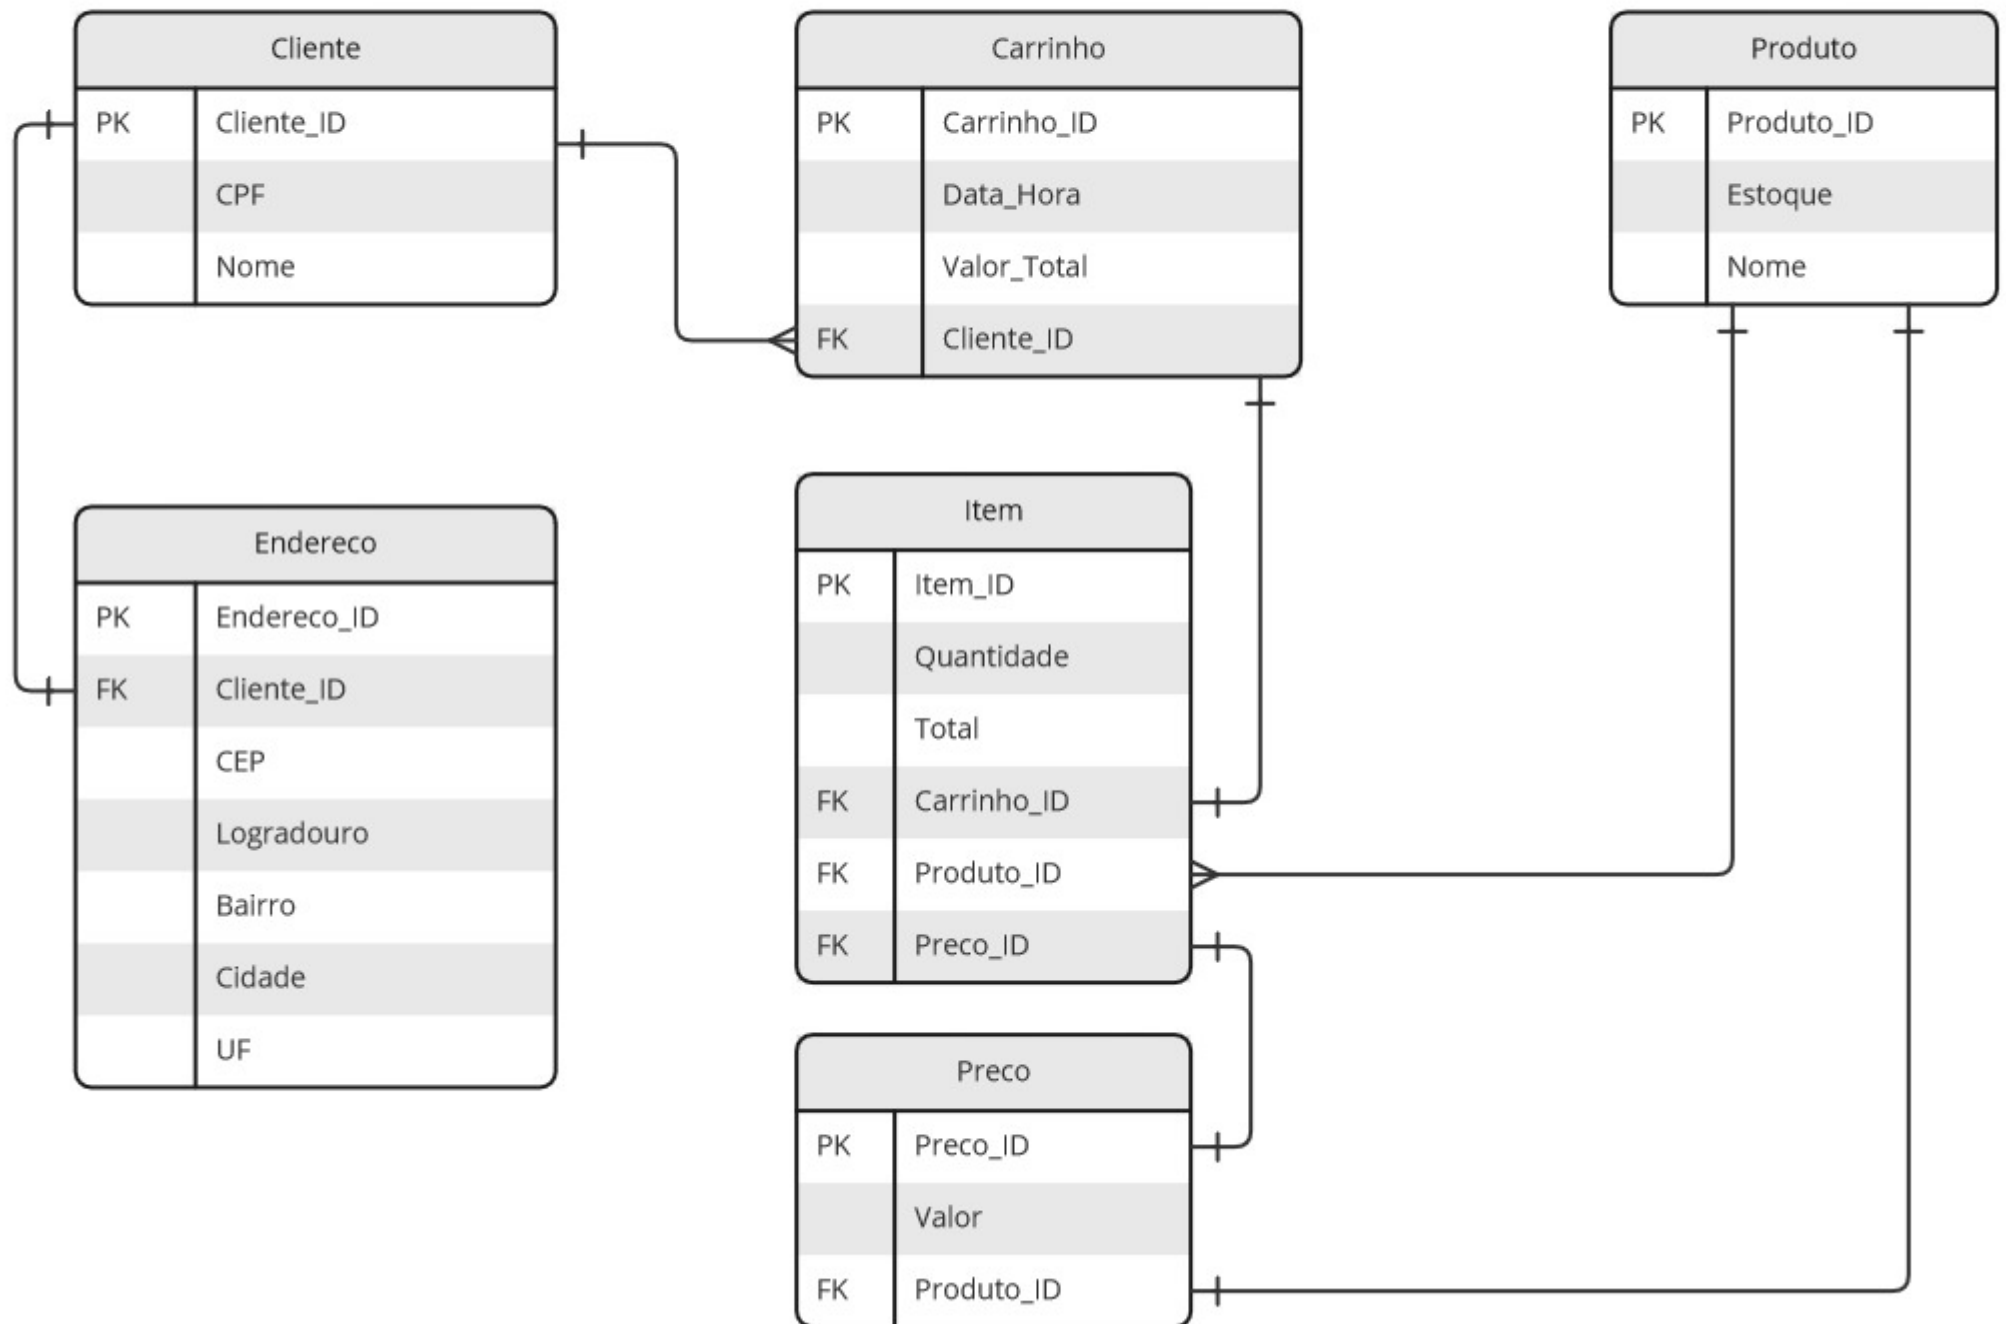 Cliente
PK Cliente_ID
CPF
Nome
Carrinho
PK Carrinho_ID
Data_Hora
Valor_Total
FK Cliente_ID
Produto
PK Produto_ID
Estoque
Nome
Endereco
PK Endereco_ID
FK Cliente_ID
CEP
Logradouro
Bairro
Cidade
UF
Item
PK Item_ID
Quantidade
Total
FK Carrinho_ID
FK Produto_ID
FK Preco_ID
Preco
PK Preco_ID
Valor
FK Produto_ID